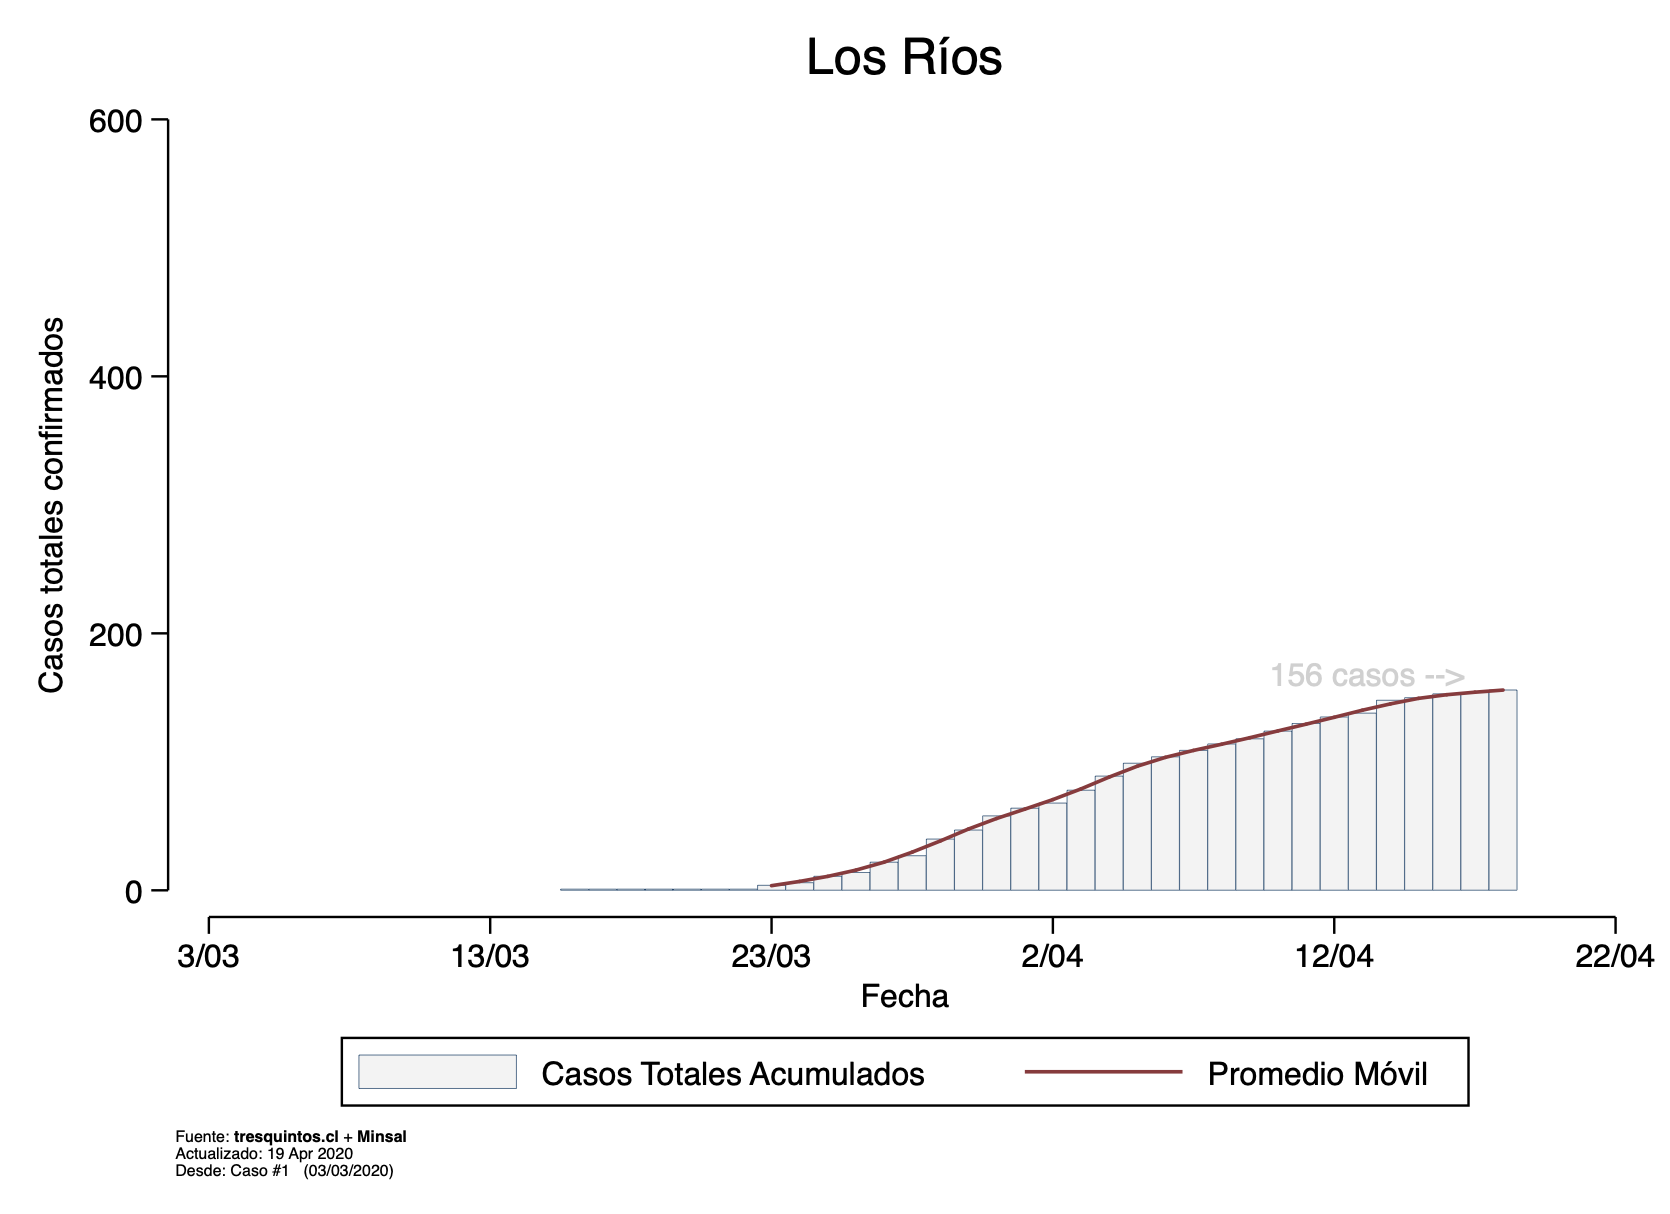 Los Ríos
600
400
200
0
Casos totales confirmados
156 casos -->
3/03 13/03 23/03 2/04 12/04 22/04
Fecha
Casos Totales Acumulados Promedio Móvil
Fuente: tresquintos.cl + Minsal
Actualizado: 19 Apr 2020
Desde: Caso #1 (03/03/2020)